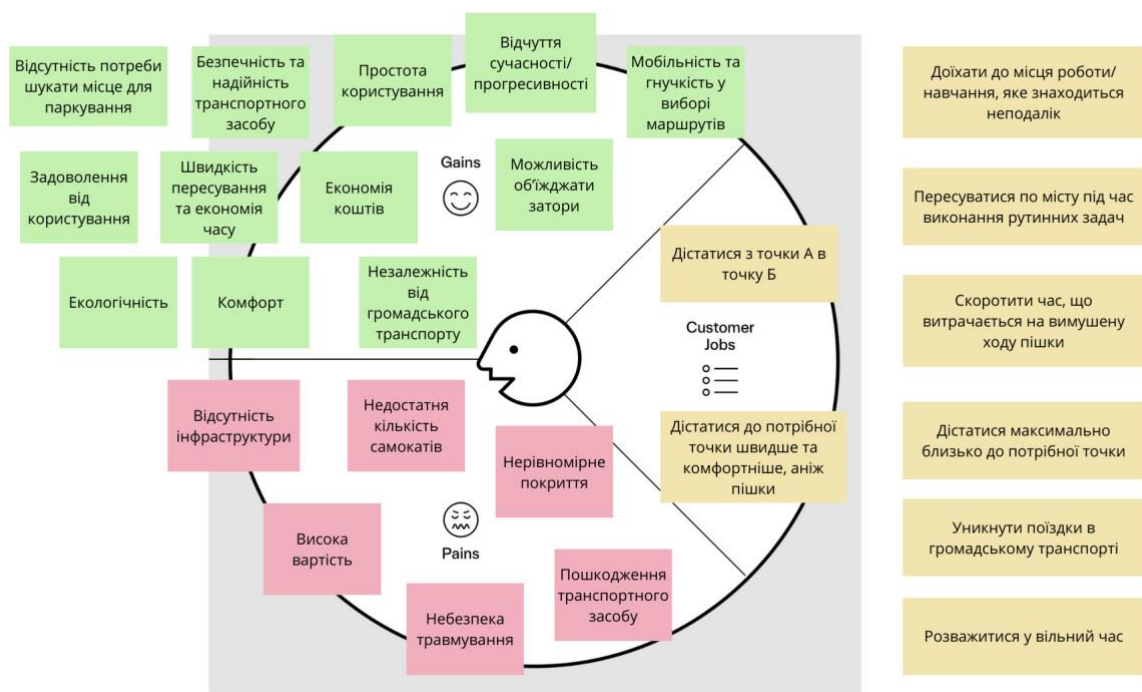 Відсутність потреби
шукати місце для
паркування
Безпечність та
надійність
транспортного
засобу
Простота
користування
Відчуття
сучасності/
прогресивності
Мобільність та
гнучкість у
виборі
маршрутів
Задоволення
від
користування
Швидкість
пересування
та економія
часу
Економія
коштів
Gains
Можливість
об’їжджати
затори
Екологічність
Комфорт
Незалежність
від
громадського
транспорту
Дістатися з точки А в
точку Б
Customer
Jobs
Дістатися до потрібної
точки швидше та
комфортніше, аніж
пішки
Відсутність
інфраструктури
Недостатня
кількість
самокатів
Нерівномірне
покриття
Висока
вартість
Pains
Небезпека
травмування
Пошкодження
транспортного
засобу
Доїхати до місця роботи/
навчання, яке знаходиться
неподалік
Пересуватися по місту під час
виконання рутинних задач
Скоротити час, що
витрачається на вимушену
ходу пішки
Дістатися максимально
близько до потрібної точки
Уникнути поїздки в
громадському транспорті
Розважитися у вільний час